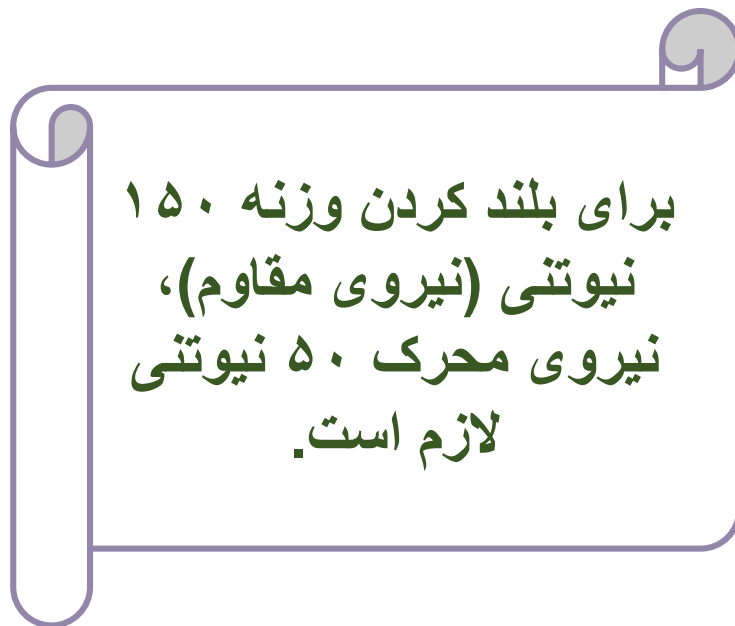 برای بلند کردن وزنه ۱۵۰
نیوتنی (نیروی مقاوم)،
نیروی محرک ۵۰ نیوتنی
لازم است.